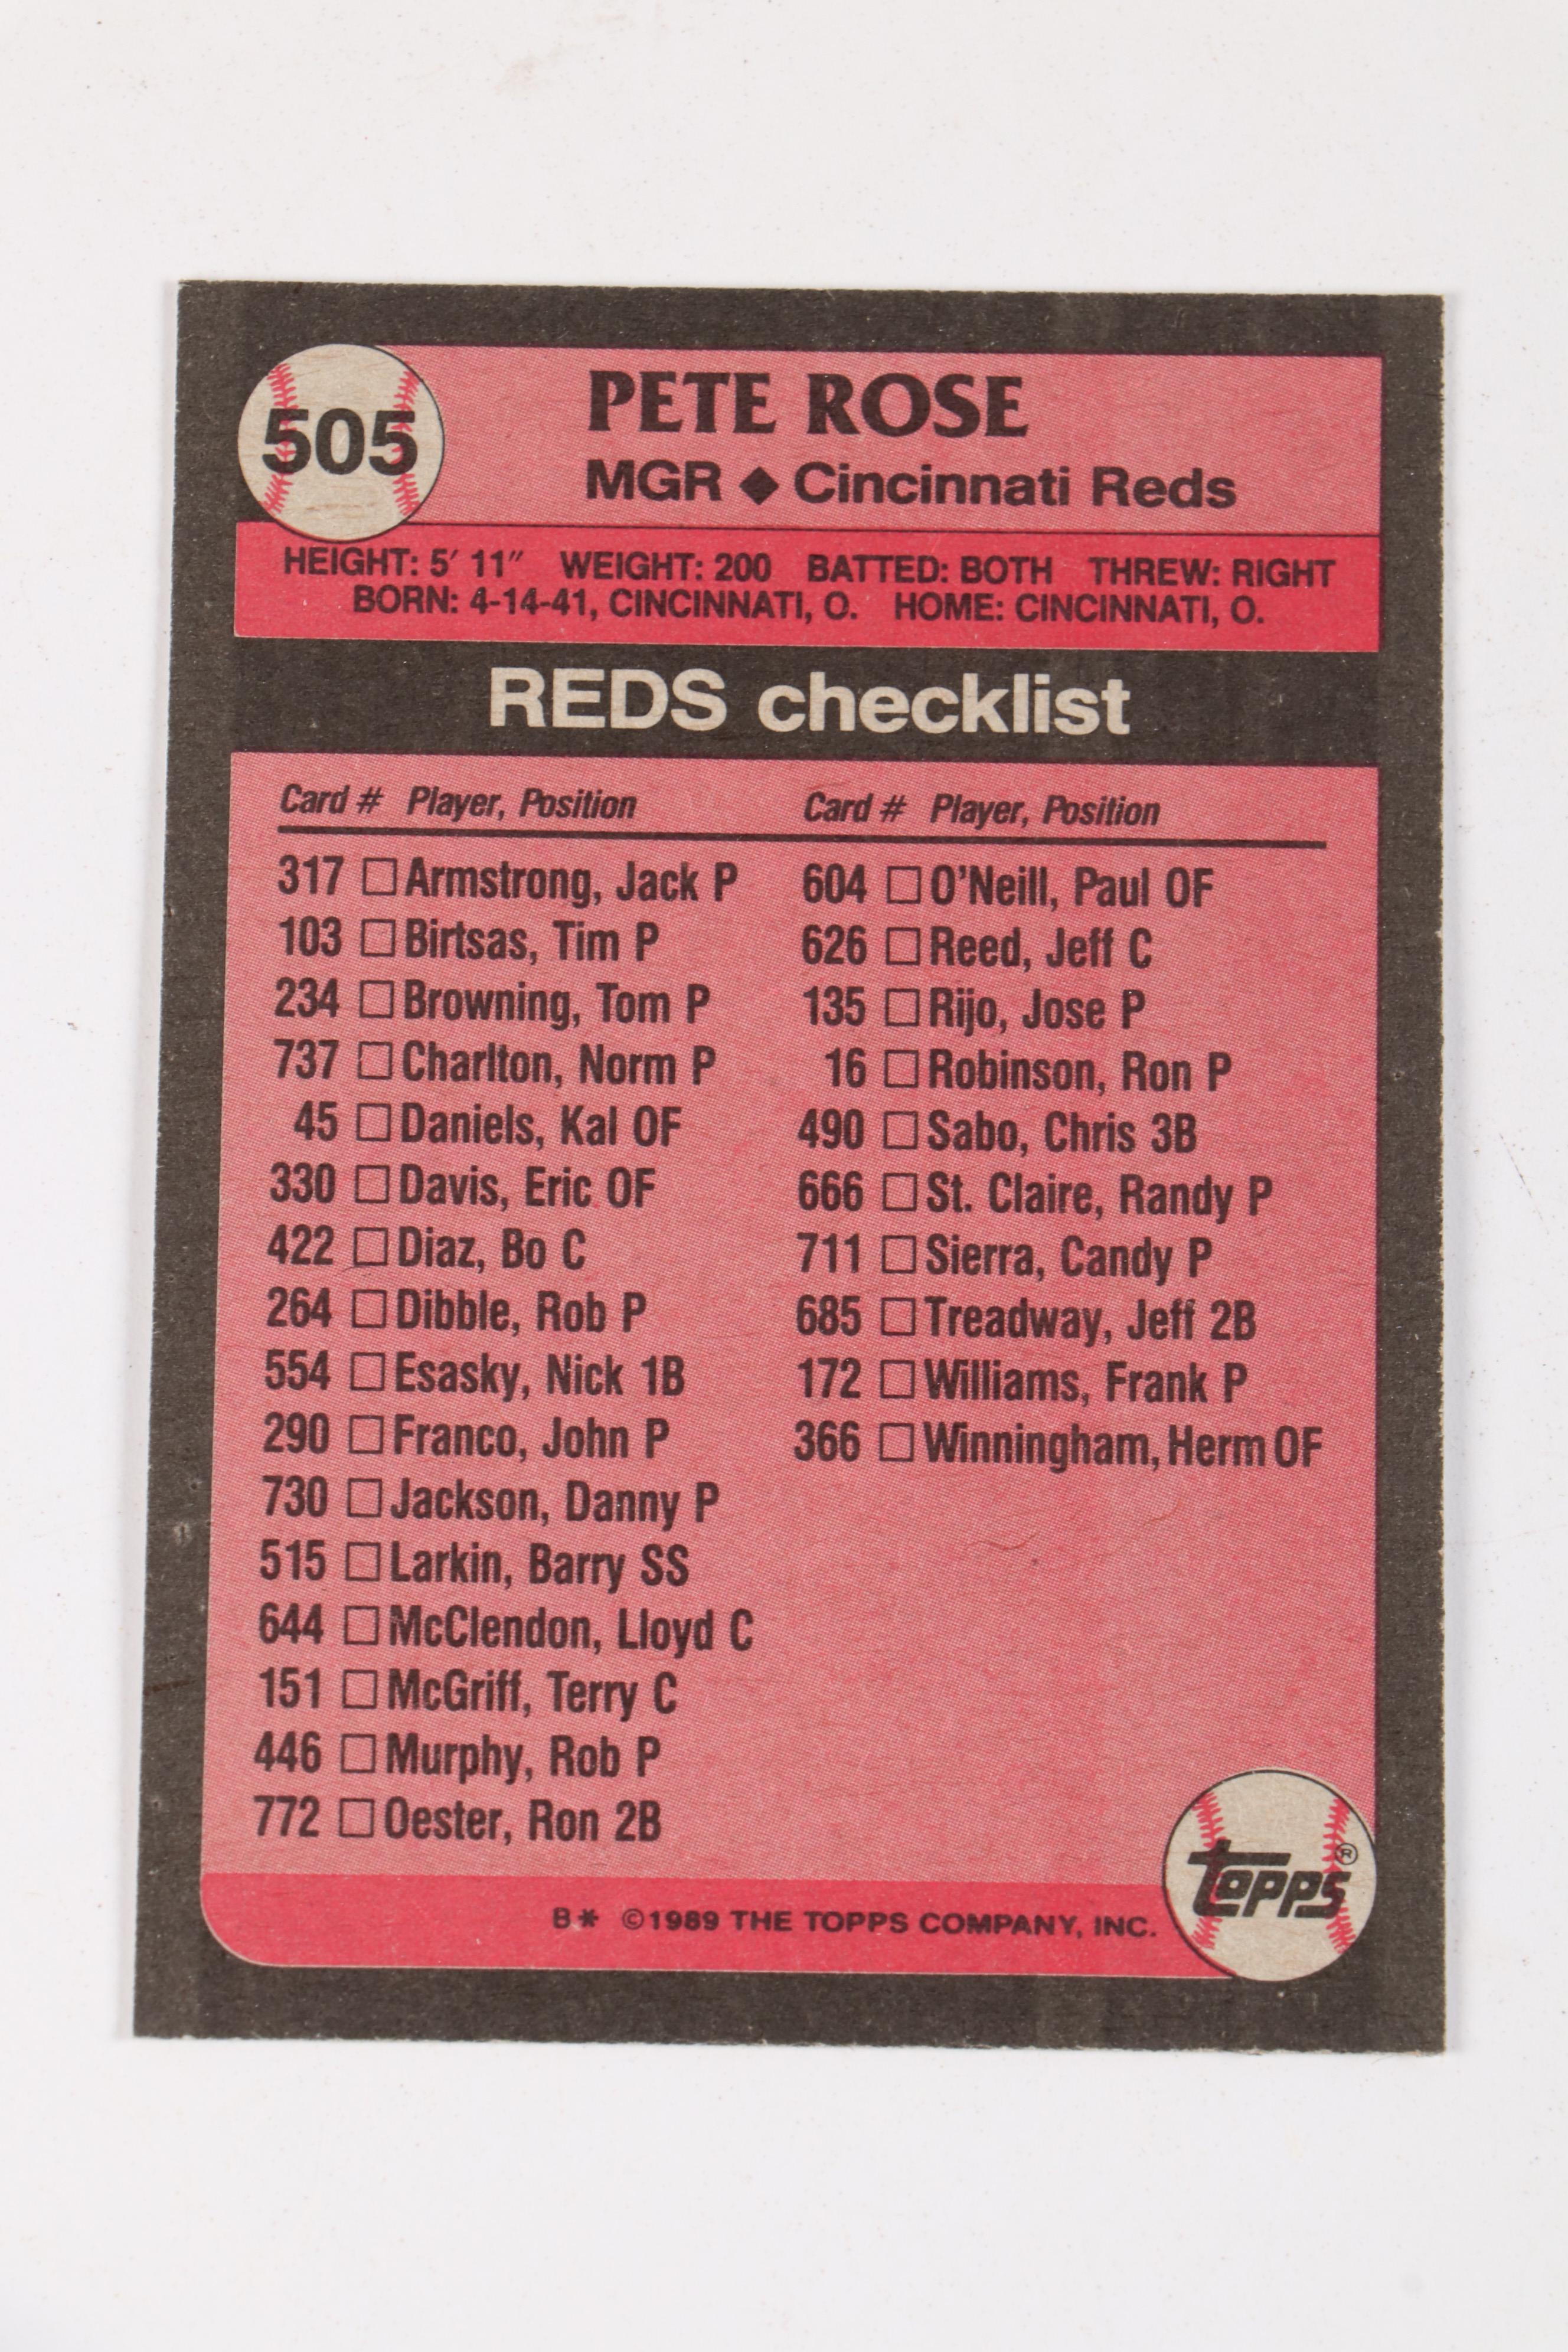 505
PETE ROSE
MGR ◆ Cincinnati Reds
HEIGHT: 5′ 11″ WEIGHT: 200 BATTED: BOTH THREW: RIGHT
BORN: 4-14-41, CINCINNATI, O. HOME: CINCINNATI, O.
REDS checklist
Card # Player, Position
317 ☐ Armstrong, Jack P
103 ☐ Birtsas, Tim P
234 ☐ Browning, Tom P
737 ☐ Charlton, Norm P
45 ☐ Daniels, Kal OF
330 ☐ Davis, Eric OF
422 ☐ Diaz, Bo C
264 ☐ Dibble, Rob P
554 ☐ Esasky, Nick 1B
290 ☐ Franco, John P
730 ☐ Jackson, Danny P
515 ☐ Larkin, Barry SS
644 ☐ McClendon, Lloyd C
151 ☐ McGriff, Terry C
446 ☐ Murphy, Rob P
772 ☐ Oester, Ron 2B
Card # Player, Position
604 ☐ O'Neill, Paul OF
626 ☐ Reed, Jeff C
135 ☐ Rijo, Jose P
16 ☐ Robinson, Ron P
490 ☐ Sabo, Chris 3B
666 ☐ St. Claire, Randy P
711 ☐ Sierra, Candy P
685 ☐ Treadway, Jeff 2B
172 ☐ Williams, Frank P
366 ☐ Winningham, Herm OF
B* ©1989 THE TOPPS COMPANY, INC.
topps®